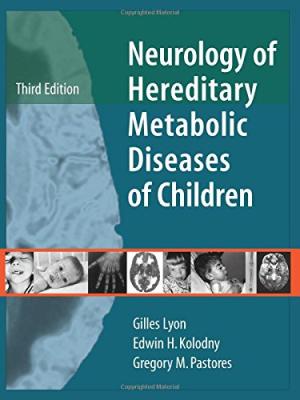 Neurology of
Hereditary
Metabolic
Diseases
of Children
Third Edition
Gilles Lyon
Edwin H. Kolodny
Gregory M. Pastores